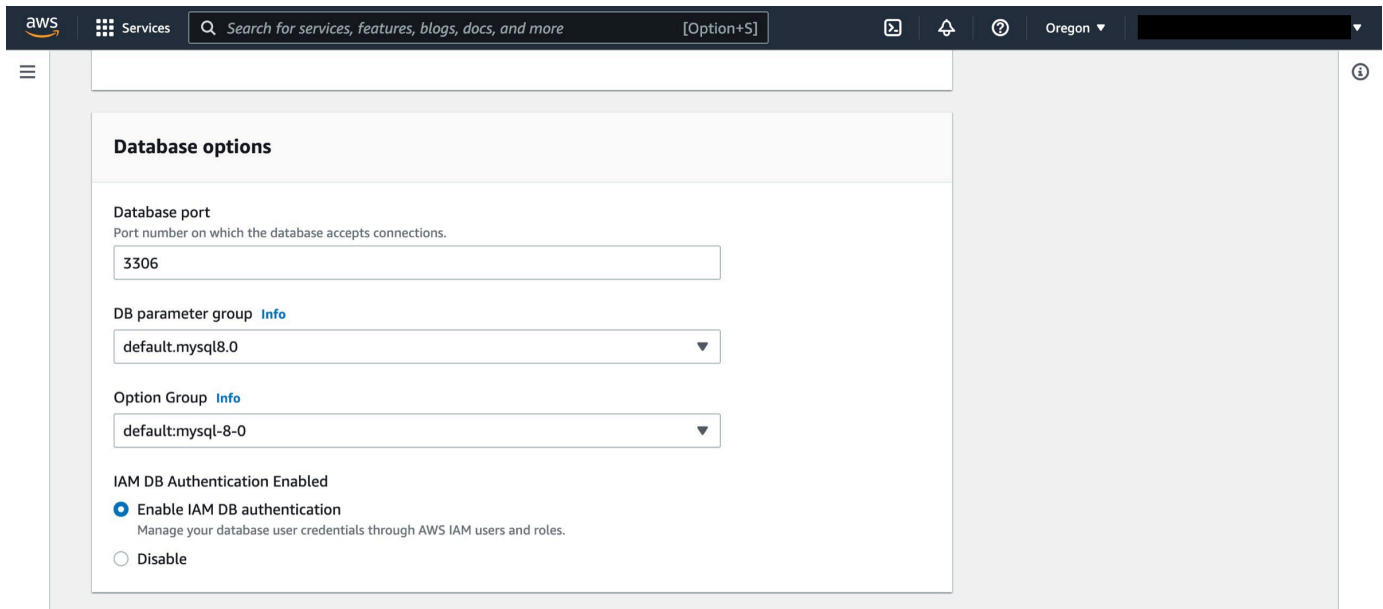 aws
Services
Search for services, features, blogs, docs, and more
[Option+S]
Oregon
Database options
Database port
Port number on which the database accepts connections.
3306
DB parameter group Info
default.mysql8.0
Option Group Info
default:mysql-8-0
IAM DB Authentication Enabled
Enable IAM DB authentication
Manage your database user credentials through AWS IAM users and roles.
Disable